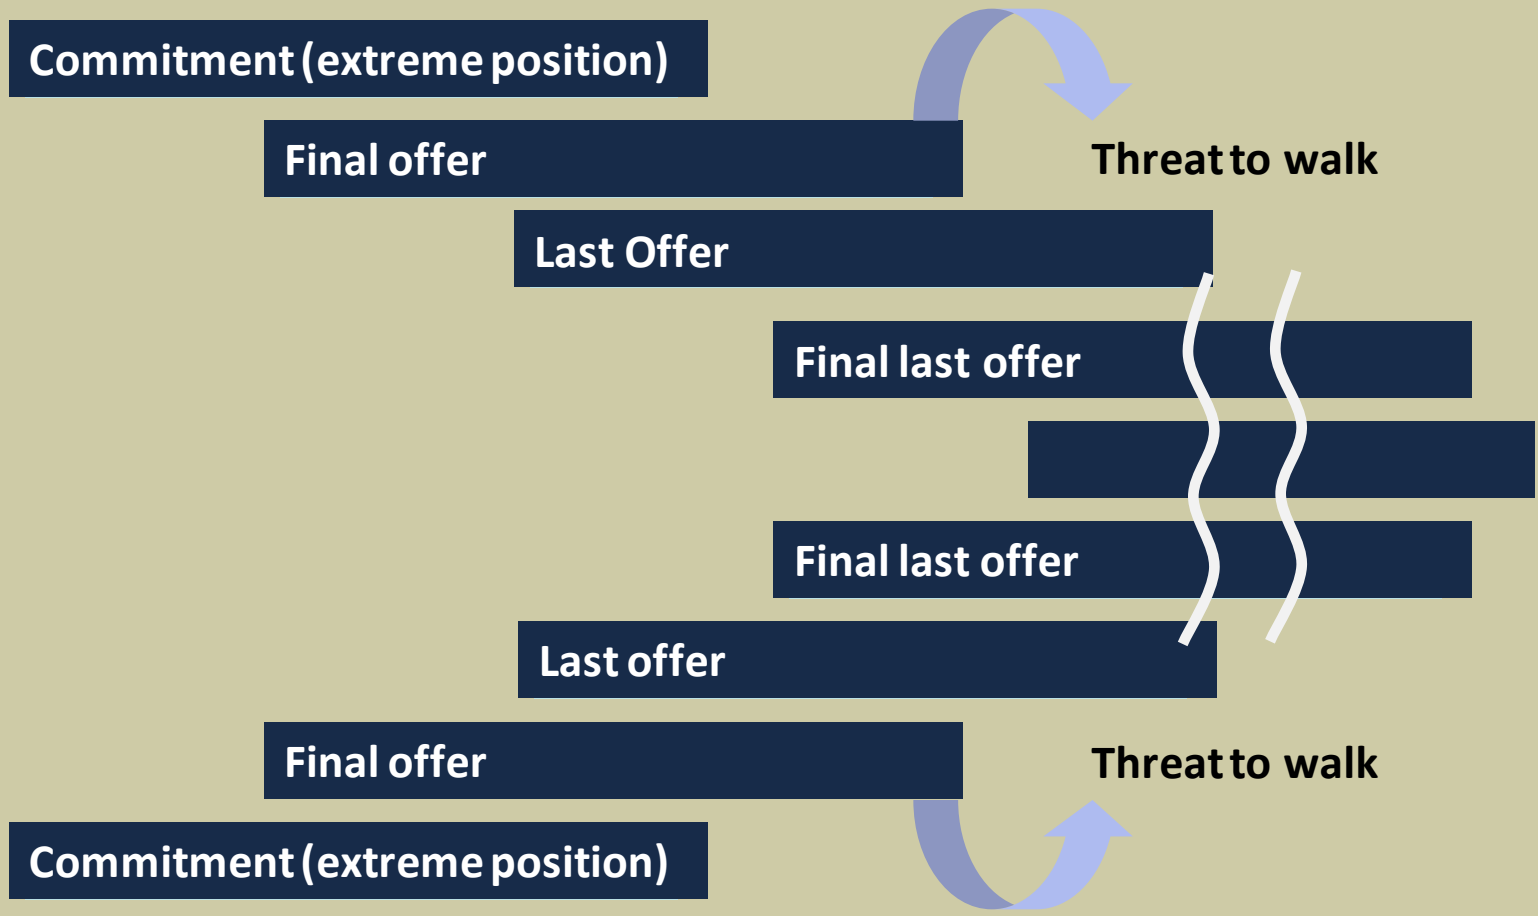 Commitment (extreme position)
Final offer
Threat to walk
Last Offer
Final last offer
Final last offer
Last offer
Final offer
Threat to walk
Commitment (extreme position)